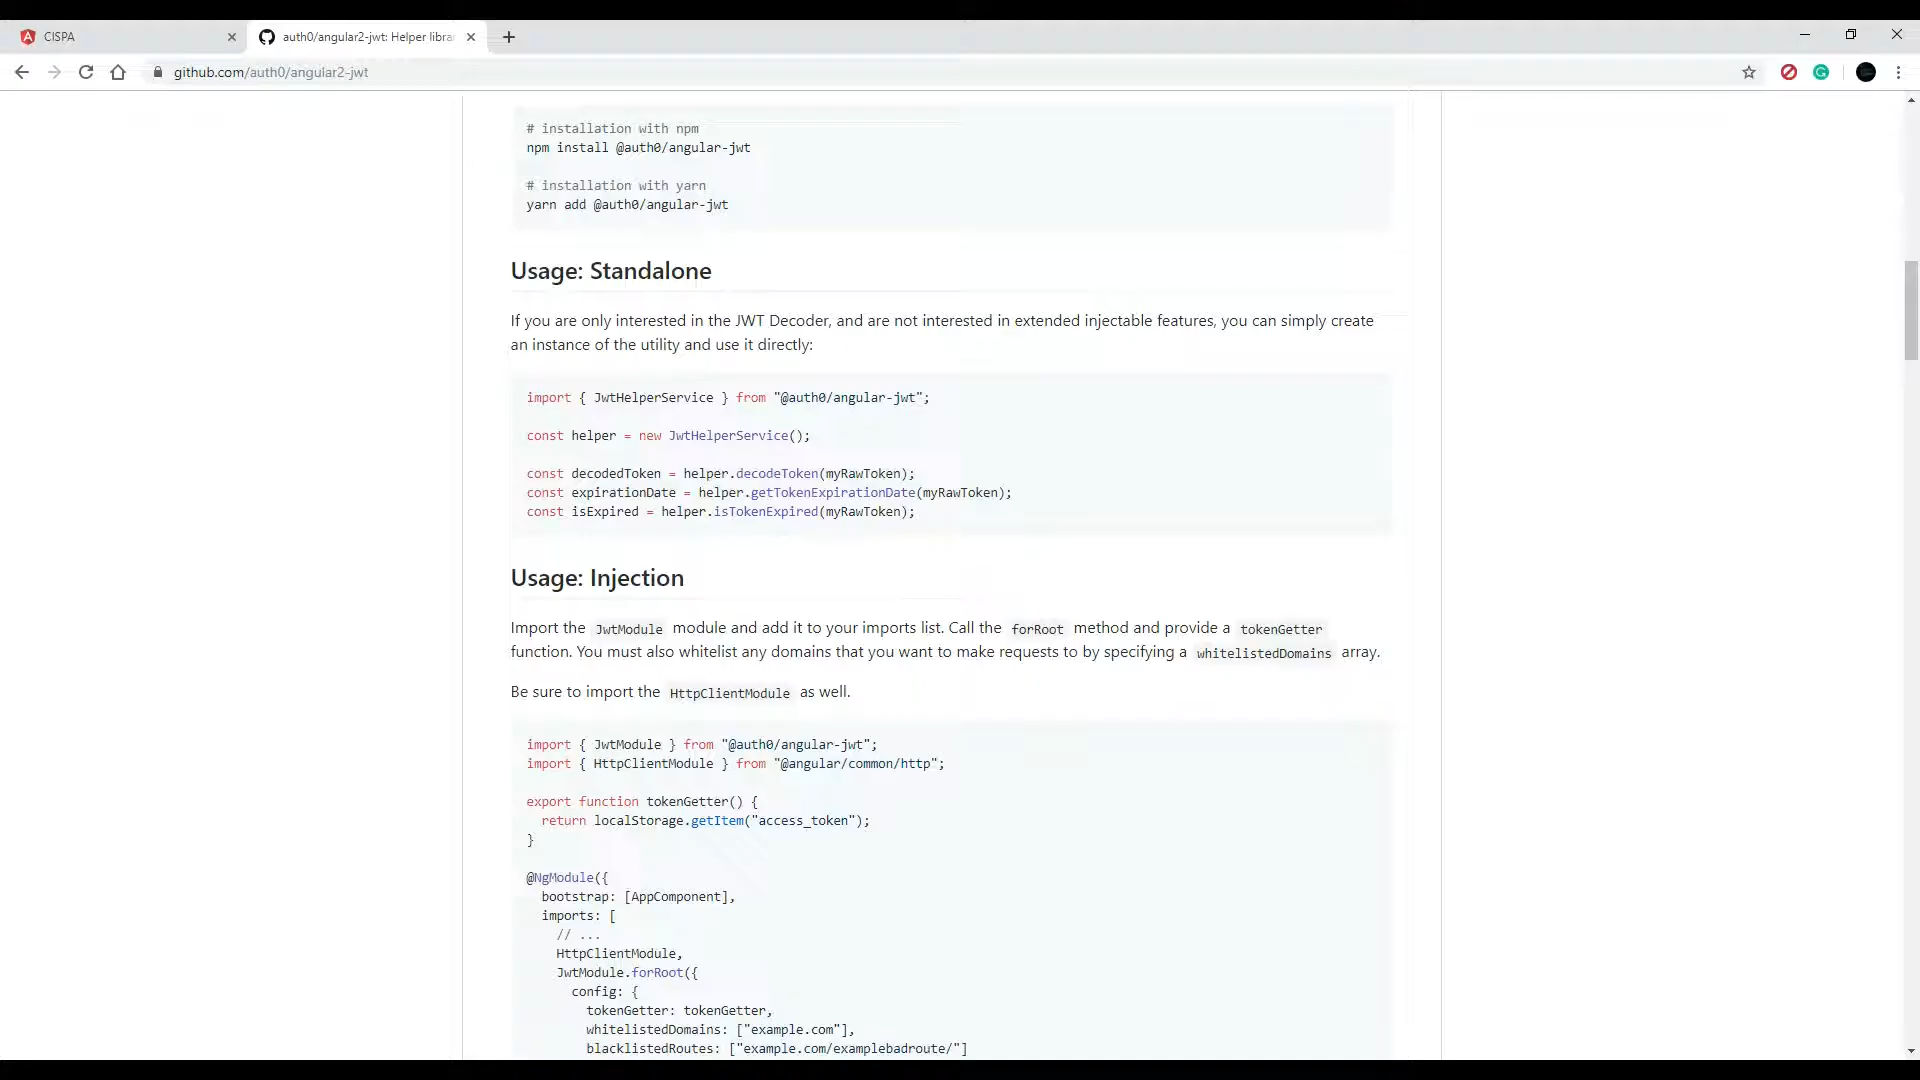 CISPA
auth0/angular2-jwt: Helper librar
github.com/auth0/angular2-jwt
# installation with npm
npm install @auth0/angular-jwt
# installation with yarn
yarn add @auth0/angular-jwt
Usage: Standalone
If you are only interested in the JWT Decoder, and are not interested in extended injectable features, you can simply create
an instance of the utility and use it directly:
import { JwtHelperService } from "@auth0/angular-jwt";
const helper = new JwtHelperService();
const decodedToken = helper.decodeToken(myRawToken);
const expirationDate = helper.getTokenExpirationDate(myRawToken);
const isExpired = helper.isTokenExpired(myRawToken);
Usage: Injection
Import the JwtModule module and add it to your imports list. Call the forRoot method and provide a tokenGetter
function. You must also whitelist any domains that you want to make requests to by specifying a whitelistedDomains array.
Be sure to import the HttpClientModule as well.
import { JwtModule } from "@auth0/angular-jwt";
import { HttpClientModule } from "@angular/common/http";
export function tokenGetter() {
  return localStorage.getItem("access_token");
}
@NgModule({
  bootstrap: [AppComponent],
  imports: [
    // ...
    HttpClientModule,
    JwtModule.forRoot({
      config: {
        tokenGetter: tokenGetter,
        whitelistedDomains: ["example.com"],
        blacklistedRoutes: ["example.com/examplebadroute/"]